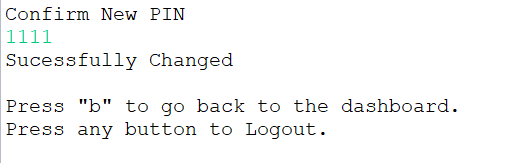 Confirm New PIN
1111
Sucessfully Changed
Press "b" to go back to the dashboard.
Press any button to Logout.